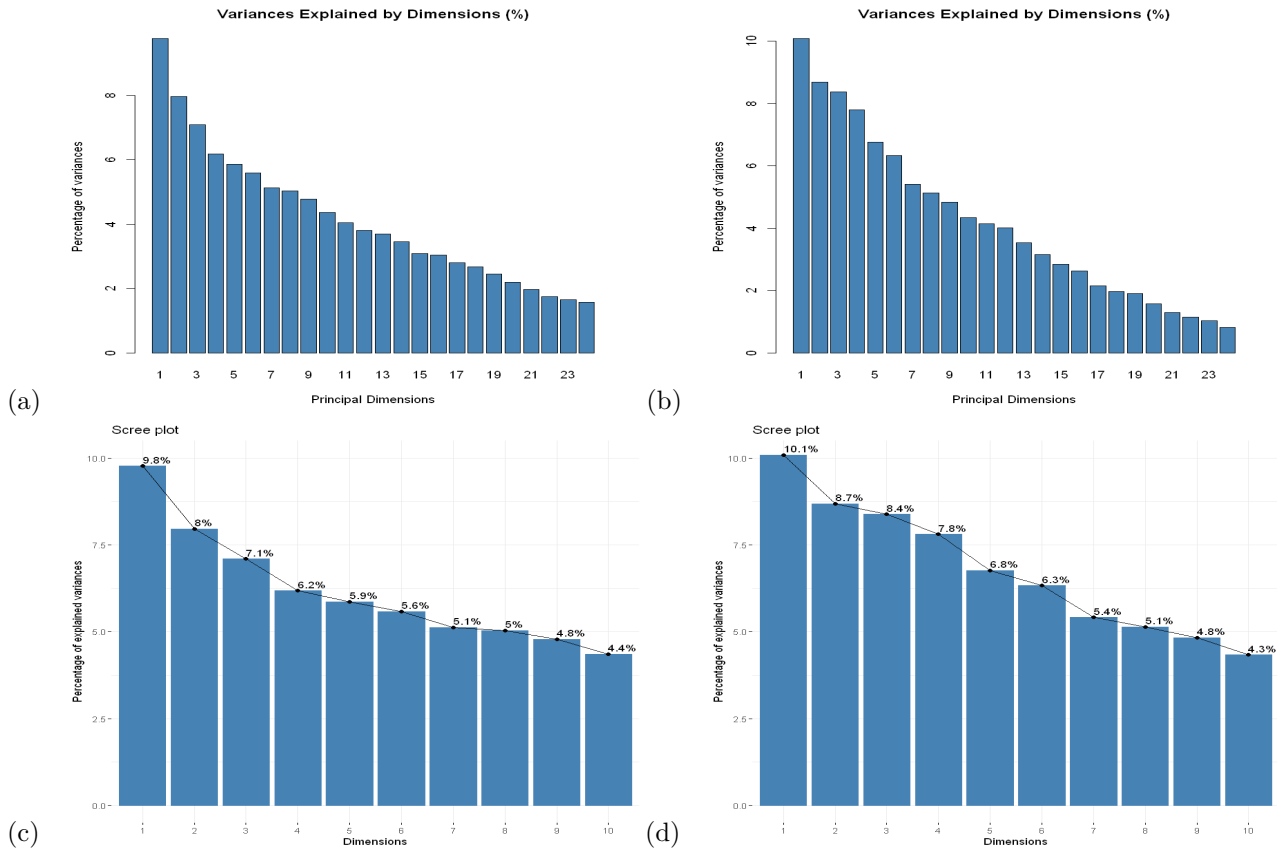 Variances Explained by Dimensions (%)
Percentage of variances
8
6
4
2
0
1 3 5 7 9 11 13 15 17 19 21 23
Principal Dimensions
(a)
Variances Explained by Dimensions (%)
Percentage of variances
10
8
6
4
2
0
1 3 5 7 9 11 13 15 17 19 21 23
Principal Dimensions
(b)
Scree plot
Percentage of explained variances
10.0
7.5
5.0
2.5
0.0
9.8% 8% 7.1% 6.2% 5.9% 5.6% 5.1% 5% 4.8% 4.4%
1 2 3 4 5 6 7 8 9 10
Dimensions
(c)
Scree plot
Percentage of explained variances
10.0
7.5
5.0
2.5
0.0
10.1% 8.7% 8.4% 7.8% 6.8% 6.3% 5.4% 5.1% 4.8% 4.3%
1 2 3 4 5 6 7 8 9 10
Dimensions
(d)